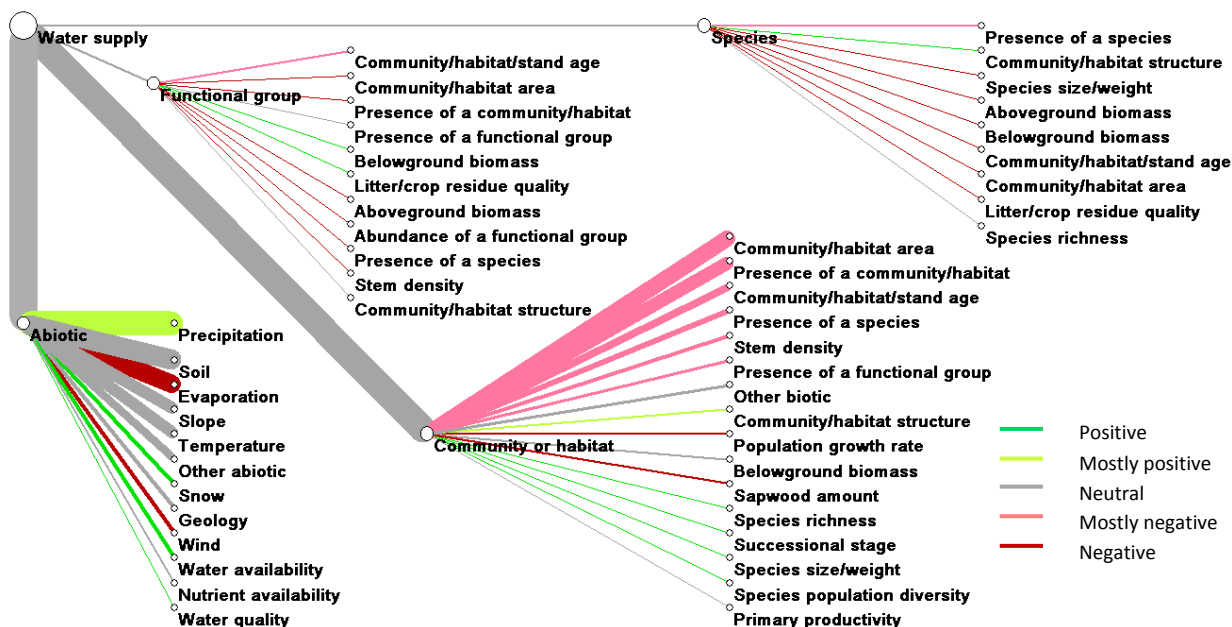 Water supply
Species
Presence of a species
Community/habitat structure
Species size/weight
Aboveground biomass
Belowground biomass
Community/habitat/stand age
Community/habitat area
Litter/crop residue quality
Species richness
Functional group
Community/habitat/stand age
Community/habitat area
Presence of a community/habitat
Presence of a functional group
Belowground biomass
Litter/crop residue quality
Aboveground biomass
Abundance of a functional group
Presence of a species
Stem density
Community/habitat structure
Abiotic
Precipitation
Soil
Evaporation
Slope
Temperature
Other abiotic
Snow
Geology
Wind
Water availability
Nutrient availability
Water quality
Community or habitat
Community/habitat area
Presence of a community/habitat
Community/habitat/stand age
Presence of a species
Stem density
Presence of a functional group
Other biotic
Community/habitat structure
Population growth rate
Belowground biomass
Sapwood amount
Species richness
Successional stage
Species size/weight
Species population diversity
Primary productivity
Positive
Mostly positive
Neutral
Mostly negative
Negative